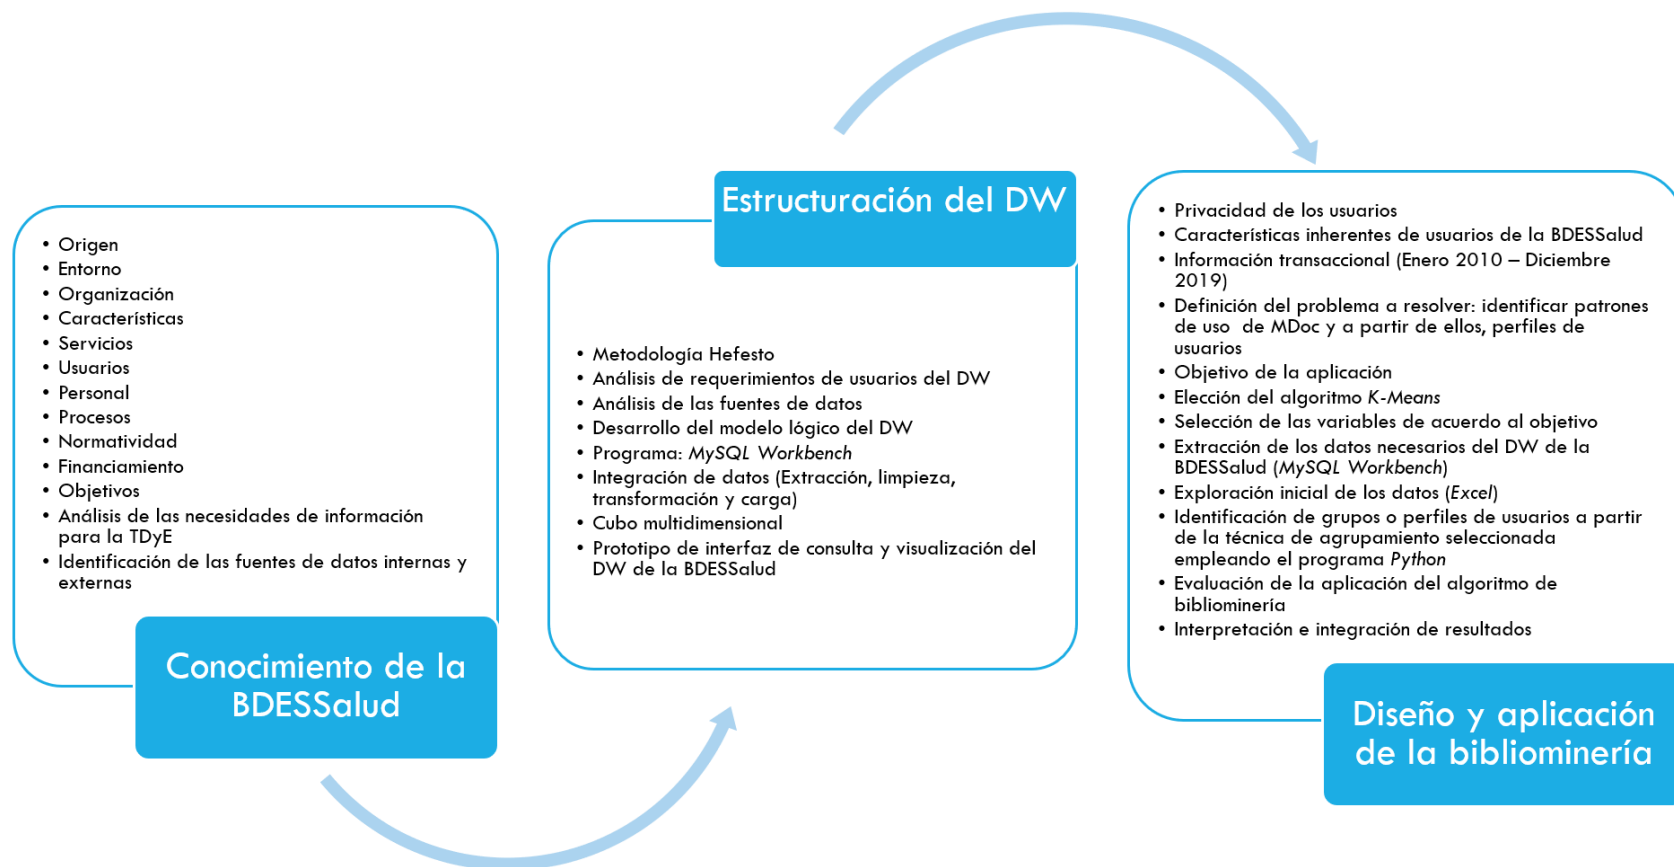 • Origen
• Entorno
• Organización
• Características
• Servicios
• Usuarios
• Personal
• Procesos
• Normatividad
• Financiamiento
• Objetivos
• Análisis de las necesidades de información
para la TDyE
• Identificación de las fuentes de datos internas y
externas
Conocimiento de la
BDESSalud
Estructuración del DW
• Metodología Hefesto
• Análisis de requerimientos de usuarios del DW
• Análisis de las fuentes de datos
• Desarrollo del modelo lógico del DW
• Programa: MySQL Workbench
• Integración de datos (Extracción, limpieza,
transformación y carga)
• Cubo multidimensional
• Prototipo de interfaz de consulta y visualización del
DW de la BDESSalud
• Privacidad de los usuarios
• Características inherentes de usuarios de la BDESSalud
• Información transaccional (Enero 2010 – Diciembre
2019)
• Definición del problema a resolver: identificar patrones
de uso de MDoc y a partir de ellos, perfiles de
usuarios
• Objetivo de la aplicación
• Elección del algoritmo K-Means
• Selección de las variables de acuerdo al objetivo
• Extracción de los datos necesarios del DW de la
BDESSalud (MySQL Workbench)
• Exploración inicial de los datos (Excel)
• Identificación de grupos o perfiles de usuarios a partir
de la técnica de agrupamiento seleccionada
empleando el programa Python
• Evaluación de la aplicación del algoritmo de
bibliominería
• Interpretación e integración de resultados
Diseño y aplicación
de la bibliominería